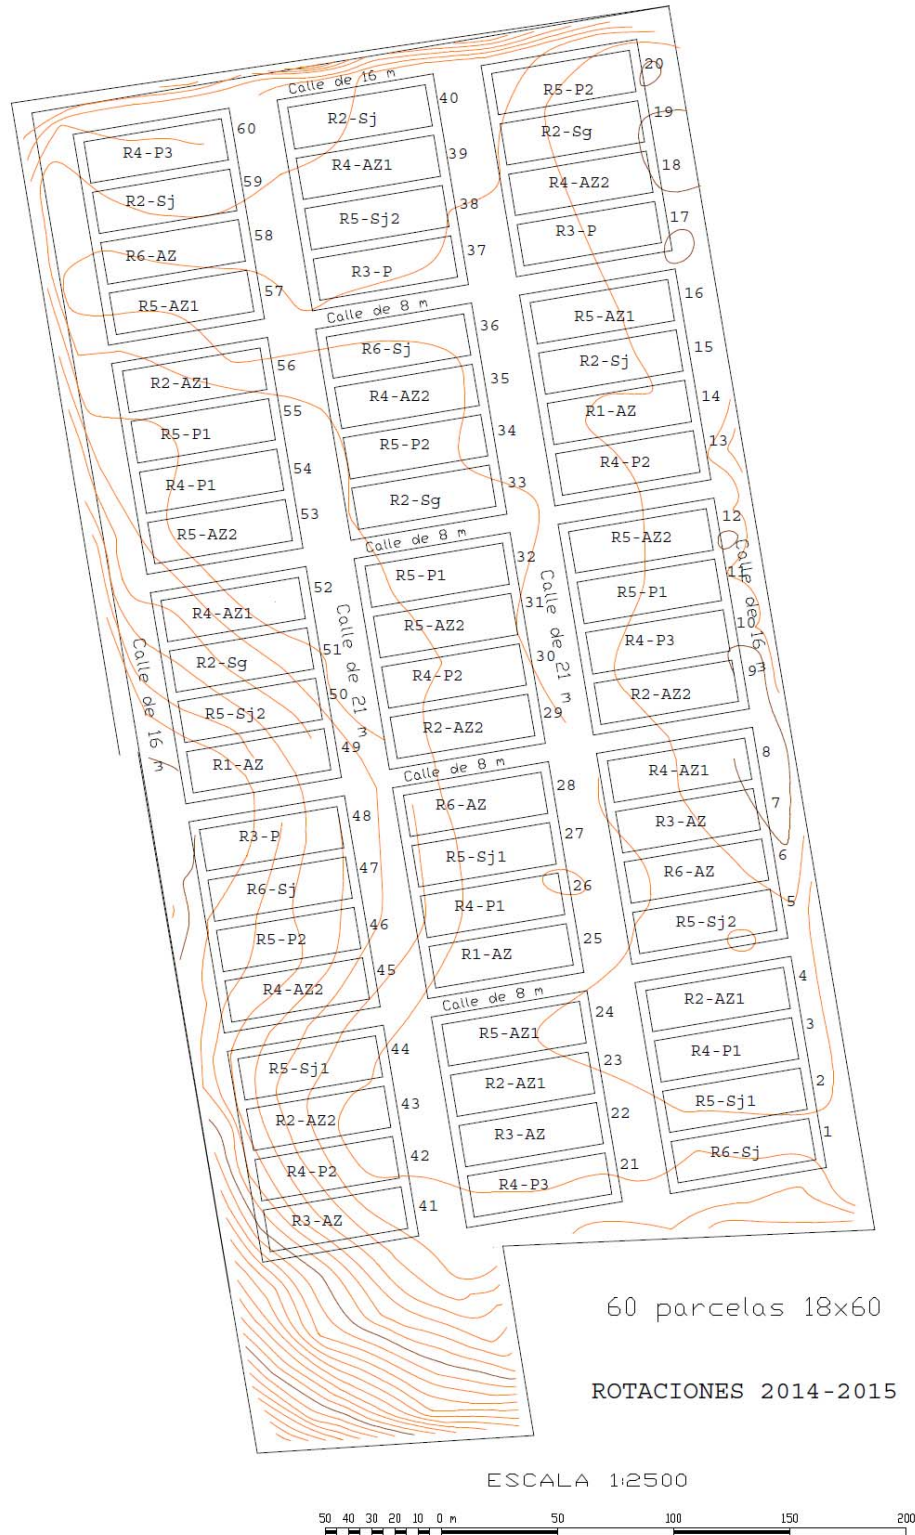 Calle de 16 m
R5-P2 20
R2-Sg 19
R4-AZ2 18
R3-P 17
R5-AZ1 16
R2-Sj 15
R1-AZ 14
R4-P2 13
R5-AZ2 12
R5-P1 11
R4-P3 10
R2-AZ2 9
R4-AZ1 8
R3-AZ 7
R6-AZ 6
R5-Sj2 5
R2-AZ1 4
R4-P1 3
R5-Sj1 2
R6-Sj 1
Calle de 16 m
Calle de 21 m
R2-Sj 40
R4-AZ1 39
R5-Sj2 38
R3-P 37
Calle de 8 m
R6-Sj 36
R4-AZ2 35
R5-P2 34
R2-Sg 33
Calle de 8 m
R5-P1 32
R5-AZ2 31
R4-P2 30
R2-AZ2 29
Calle de 8 m
R6-AZ 28
R5-Sj1 27
R4-P1 26
R1-AZ 25
Calle de 8 m
R5-AZ1 24
R2-AZ1 23
R3-AZ 22
R4-P3 21
Calle de 21 m
R4-P3 60
R2-Sj 59
R6-AZ 58
R5-AZ1 57
R2-AZ1 56
R5-P1 55
R4-P1 54
R5-AZ2 53
R4-AZ1 52
R2-Sg 51
R5-Sj2 50
R1-AZ 49
R3-P 48
R6-Sj 47
R5-P2 46
R4-AZ2 45
R5-Sj1 44
R2-AZ2 43
R4-P2 42
R3-AZ 41
Calle de 16 m
60 parcelas 18x60
ROTACIONES 2014-2015
ESCALA 1:2500
50 40 30 20 10 0 m 50 100 150 200